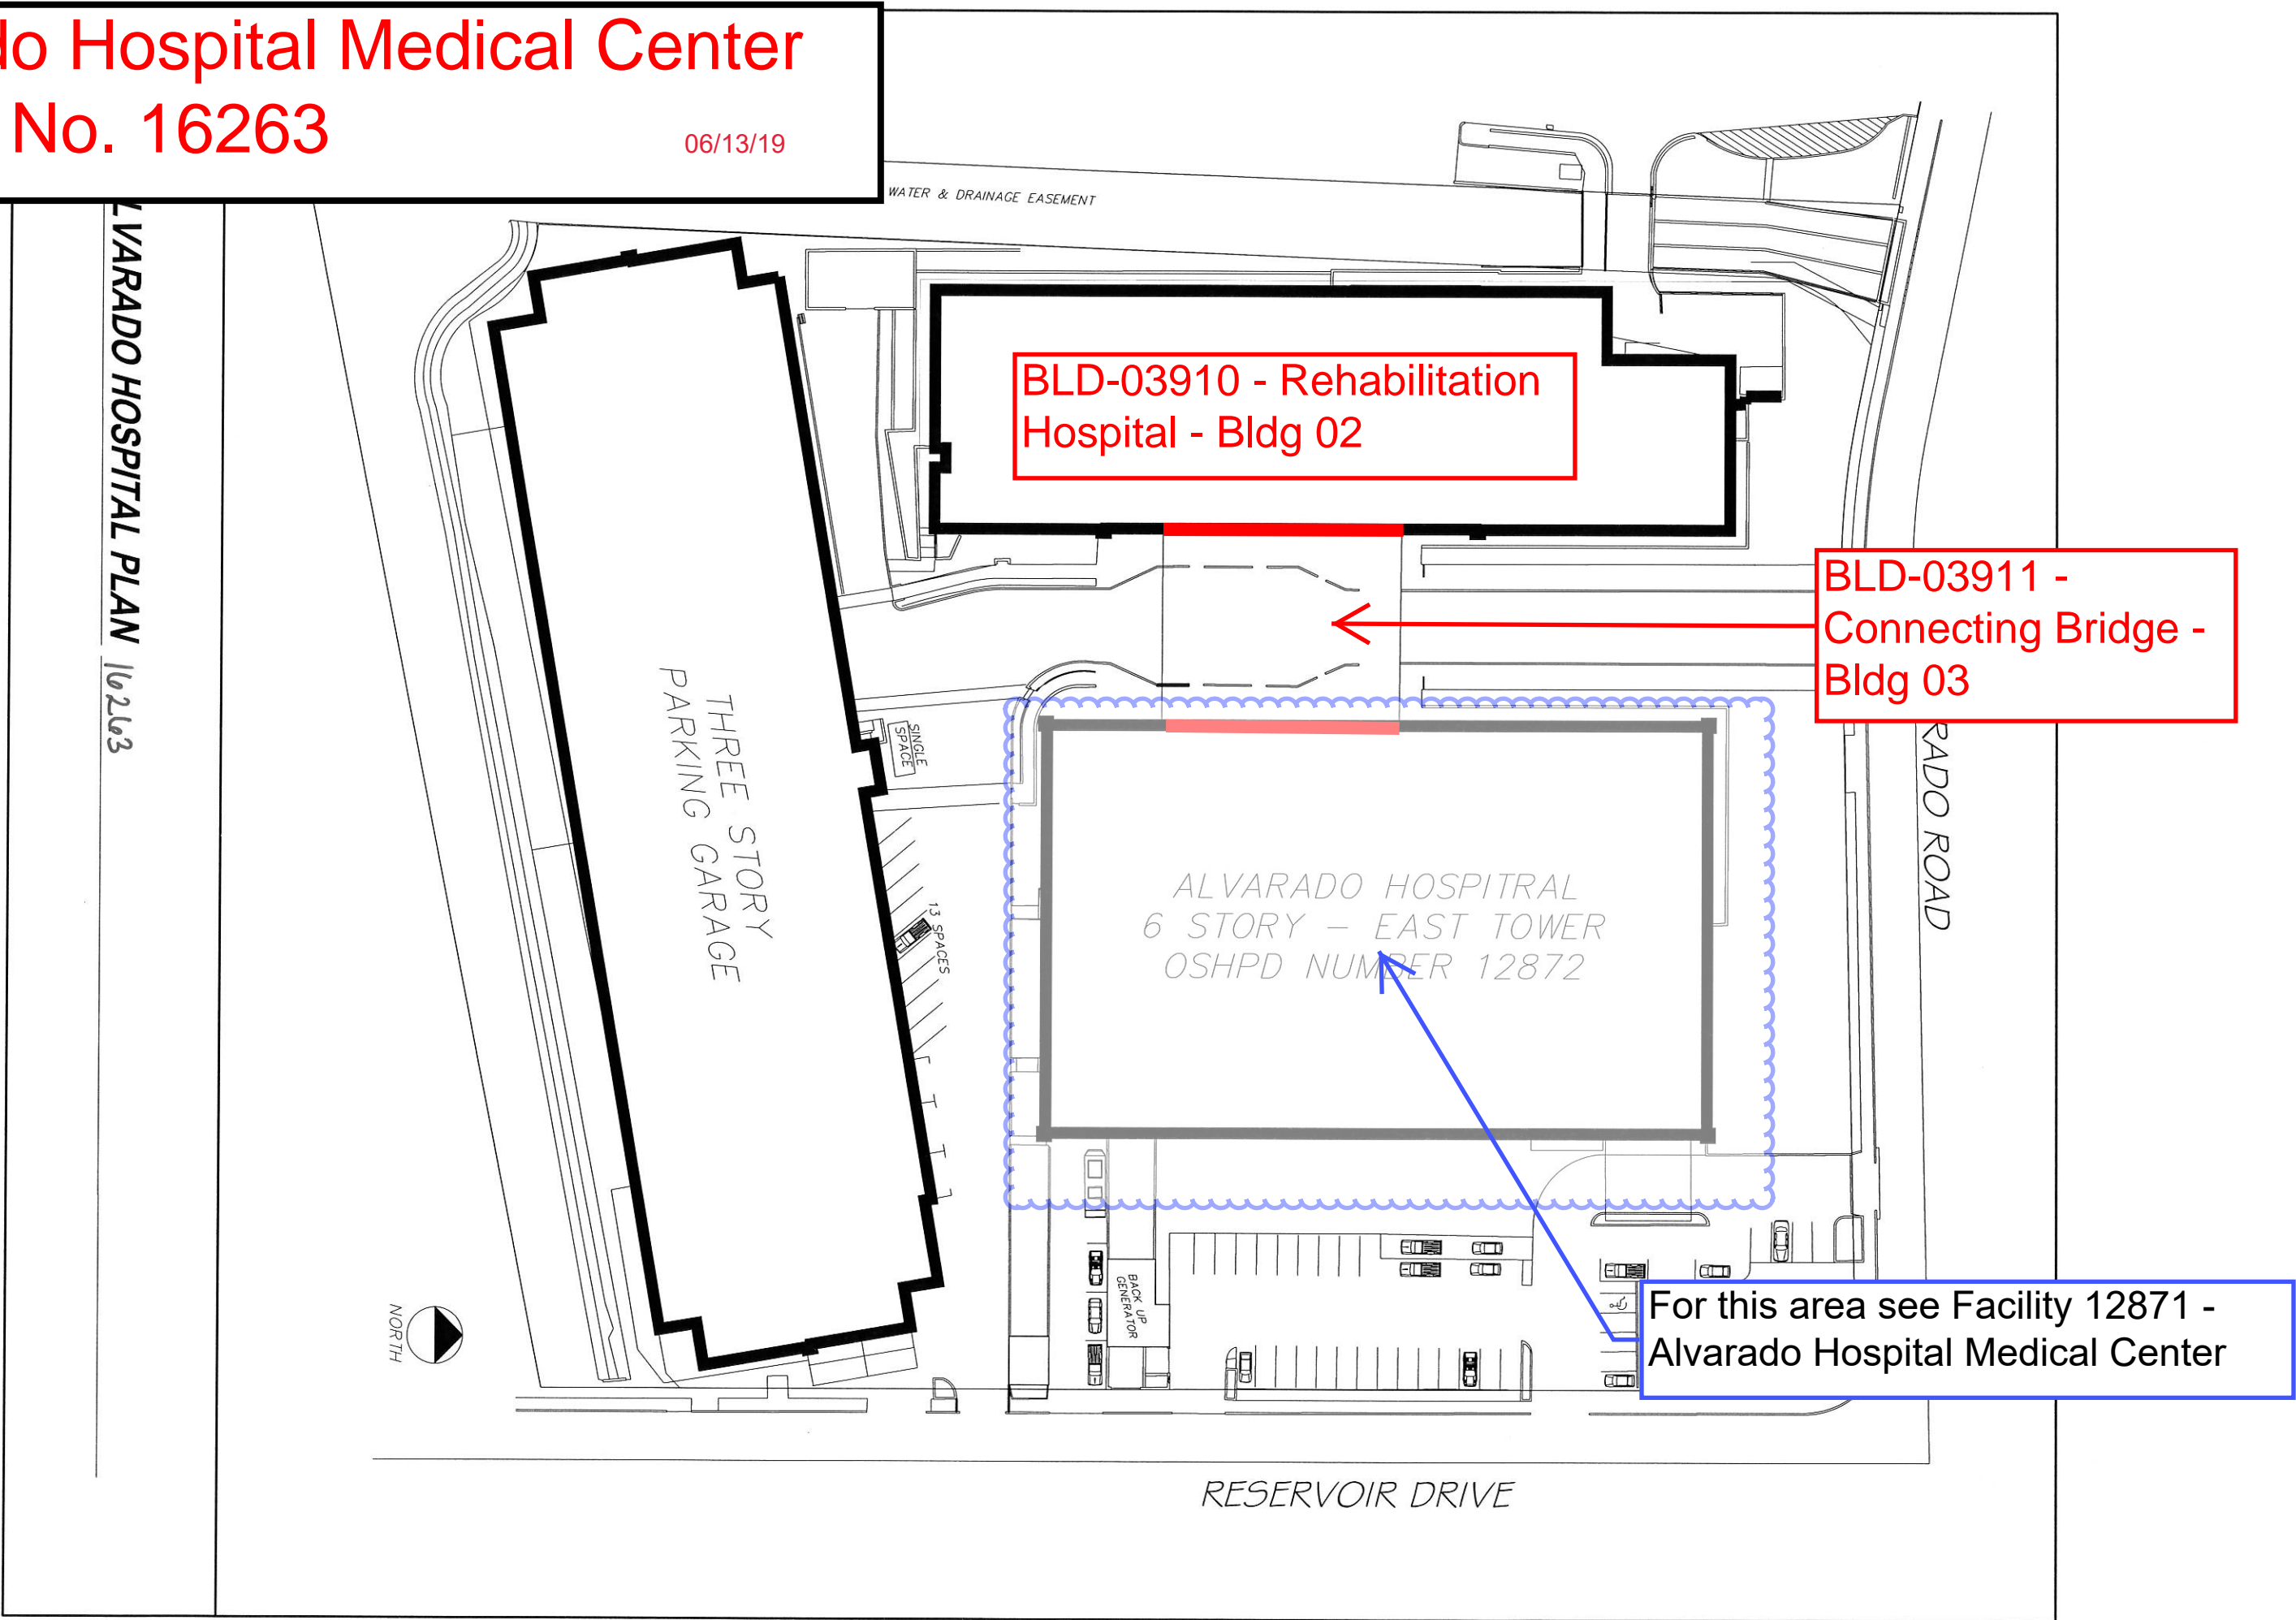 do Hospital Medical Center
No. 16263
06/13/19
WATER & DRAINAGE EASEMENT
LVARADO HOSPITAL PLAN 16263
BLD-03910 - Rehabilitation
Hospital - Bldg 02
BLD-03911 -
Connecting Bridge -
Bldg 03
THREE STORY
PARKING GARAGE
SINGLE
SPACE
13 SPACES
RADO ROAD
ALVARADO HOSPITRAL
6 STORY - EAST TOWER
OSHPD NUMBER 12872
BACK UP
GENERATOR
NORTH
For this area see Facility 12871 -
Alvarado Hospital Medical Center
RESERVOIR DRIVE